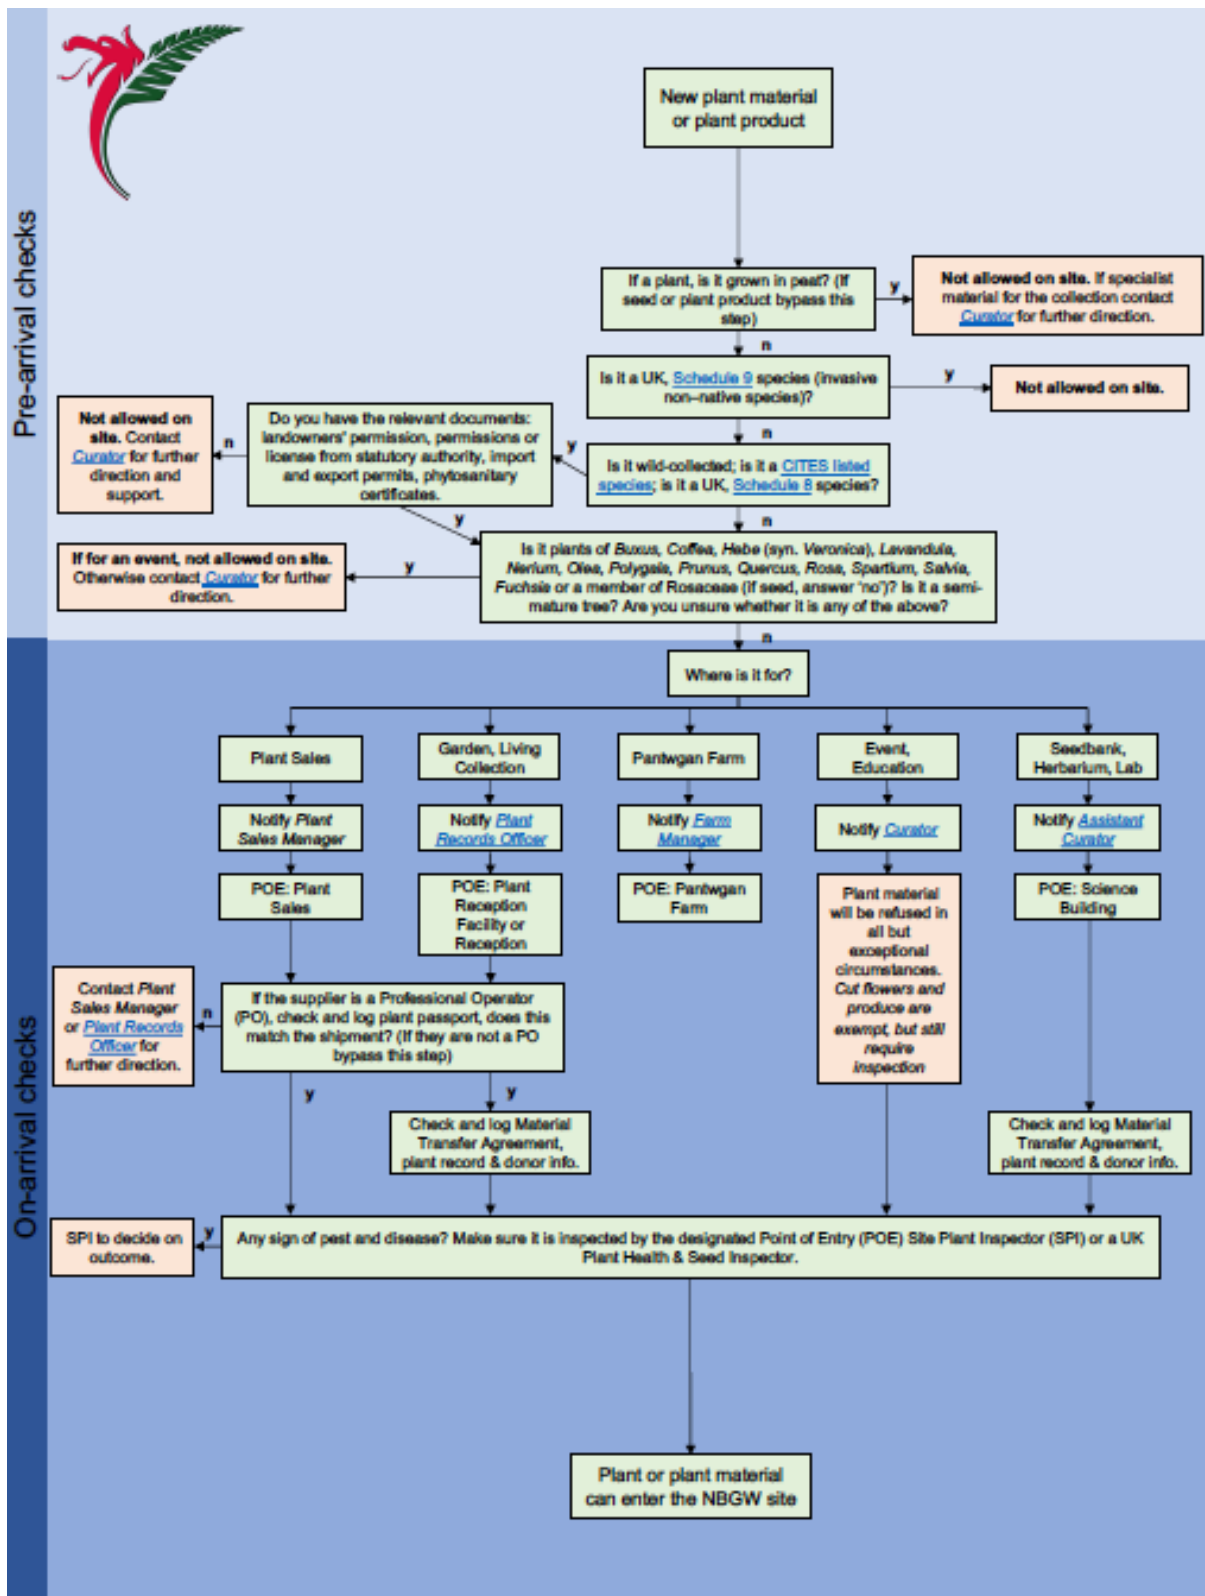 Pre-arrival checks
New plant material
or plant product
If a plant, is it grown in peat? (If
seed or plant product bypass this
step)
y
Not allowed on site. If specialist
material for the collection contact
Curator for further direction.
n
Is it a UK, Schedule 9 species (invasive
non–native species)?
y
Not allowed on site.
n
Is it wild-collected; is it a CITES listed
species; is it a UK, Schedule 8 species?
y
Do you have the relevant documents:
landowners' permission, permissions or
license from statutory authority, import
and export permits, phytosanitary
certificates.
n
Not allowed on
site. Contact
Curator for further
direction and
support.
y
n
Is it plants of Buxus, Coffea, Hebe (syn. Veronica), Lavandula,
Nerium, Olea, Polygala, Prunus, Quercus, Rosa, Spartium, Salvia,
Fuchsia or a member of Rosaceae (if seed, answer 'no')? Is it a semi-
mature tree? Are you unsure whether it is any of the above?
y
If for an event, not allowed on site.
Otherwise contact Curator for further
direction.
n
On-arrival checks
Where is it for?
Plant Sales
Garden, Living
Collection
Pantwgan Farm
Event,
Education
Seedbank,
Herbarium, Lab
Notify Plant
Sales Manager
Notify Plant
Records Officer
Notify Farm
Manager
Notify Curator
Notify Assistant
Curator
POE: Plant
Sales
POE: Plant
Reception
Facility or
Reception
POE: Pantwgan
Farm
Plant material
will be refused in
all but
exceptional
circumstances.
Cut flowers and
produce are
exempt, but still
require
inspection
POE: Science
Building
If the supplier is a Professional Operator
(PO), check and log plant passport, does this
match the shipment? (If they are not a PO
bypass this step)
n
Contact Plant
Sales Manager
or Plant Records
Officer for
further direction.
y
y
Check and log Material
Transfer Agreement,
plant record & donor info.
Check and log Material
Transfer Agreement,
plant record & donor info.
Any sign of pest and disease? Make sure it is inspected by the designated Point of Entry (POE) Site Plant Inspector (SPI) or a UK
Plant Health & Seed Inspector.
y
SPI to decide on
outcome.
Plant or plant material
can enter the NBGW site